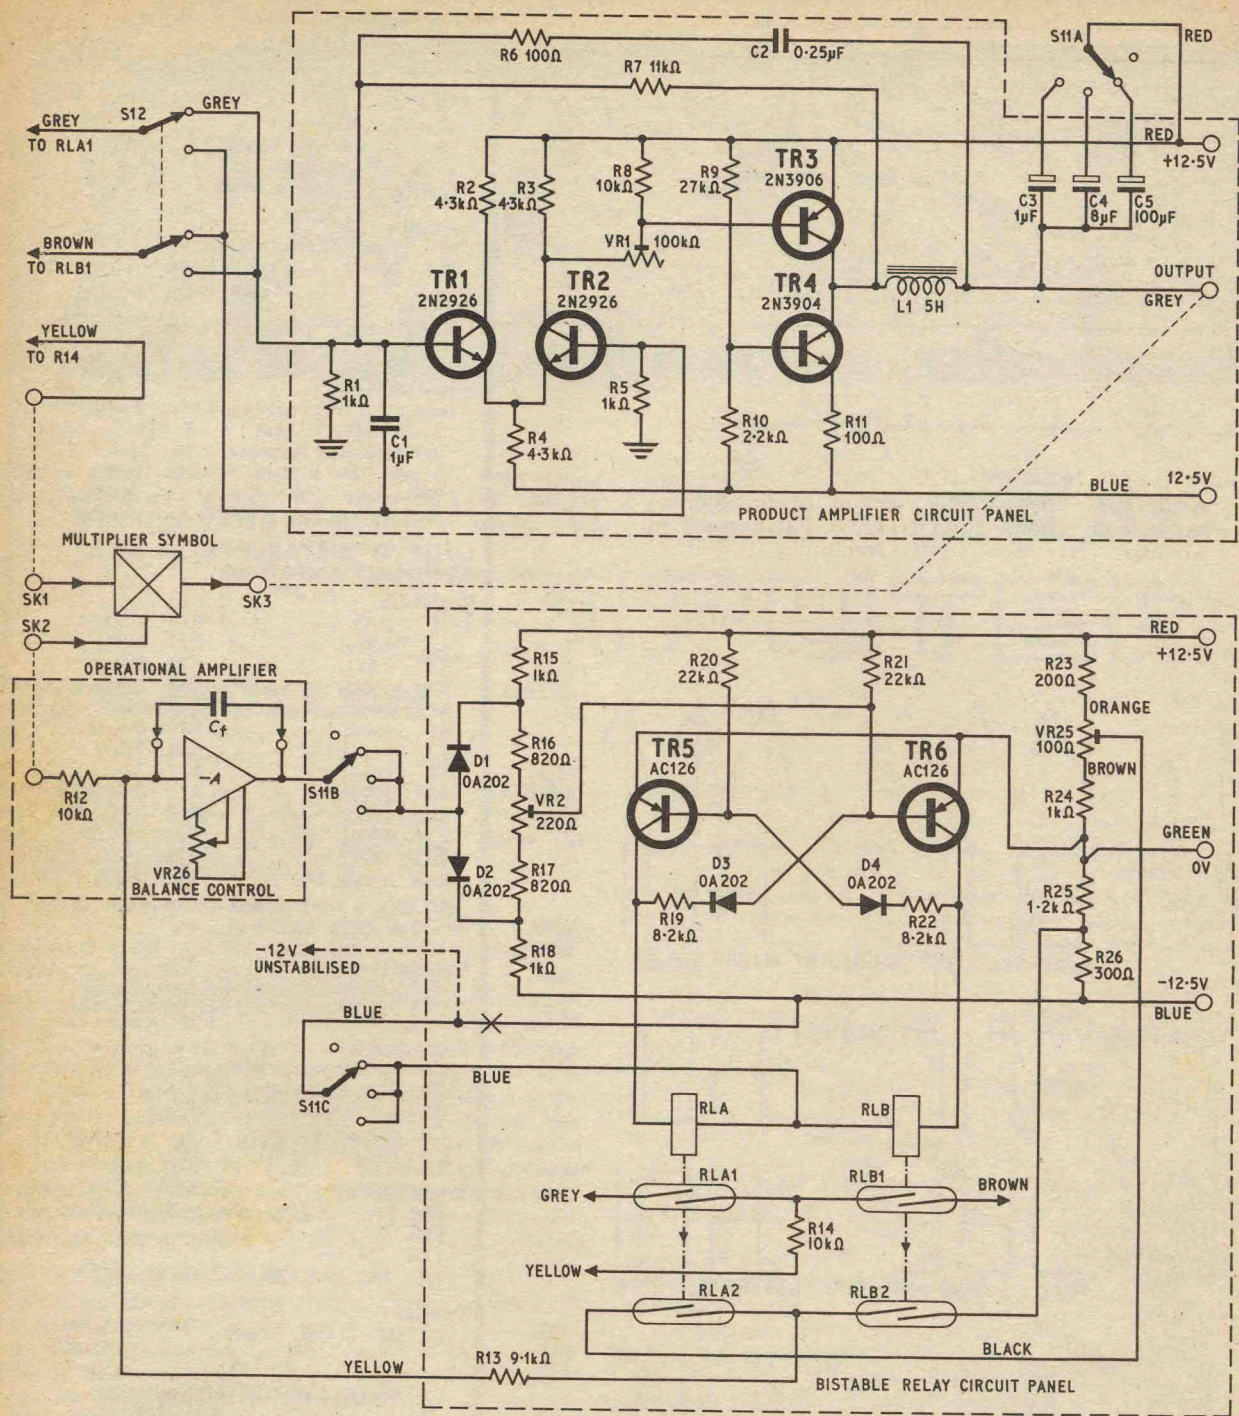 S11A
RED
R6 100Ω
C2
0·25µF
R7 11kΩ
GREY
S12
GREY
TO RLA1
RED
+12·5V
R2
4·3kΩ
R3
4·3kΩ
R8
10kΩ
R9
27kΩ
TR3
2N3906
C3
1µF
C4
8µF
C5
100µF
VR1
100kΩ
BROWN
TO RLB1
TR1
2N2926
TR2
2N2926
TR4
2N3904
OUTPUT
GREY
L1 5H
YELLOW
TO R14
R1
1kΩ
C1
1µF
R5
1kΩ
R4
4·3kΩ
R10
2·2kΩ
R11
100Ω
BLUE
12·5V
PRODUCT AMPLIFIER CIRCUIT PANEL
MULTIPLIER SYMBOL
SK1
SK3
SK2
RED
+12·5V
OPERATIONAL AMPLIFIER
R15
1kΩ
R20
22kΩ
R21
22kΩ
R23
200Ω
ORANGE
Cf
D1
0A202
R16
820Ω
TR5
AC126
TR6
AC126
VR25
100Ω
BROWN
-A
S11B
R12
10kΩ
VR2
220Ω
R24
1kΩ
GREEN
0V
VR26
BALANCE CONTROL
D2
0A202
R17
820Ω
D3
0A202
D4
0A202
R19
8·2kΩ
R22
8·2kΩ
R25
1·2kΩ
-12V
UNSTABILISED
R18
1kΩ
R26
300Ω
-12·5V
BLUE
BLUE
S11C
BLUE
RLA
RLB
RLA1
RLB1
GREY
BROWN
R14
10kΩ
YELLOW
RLA2
RLB2
BLACK
YELLOW
R13 9·1kΩ
BISTABLE RELAY CIRCUIT PANEL